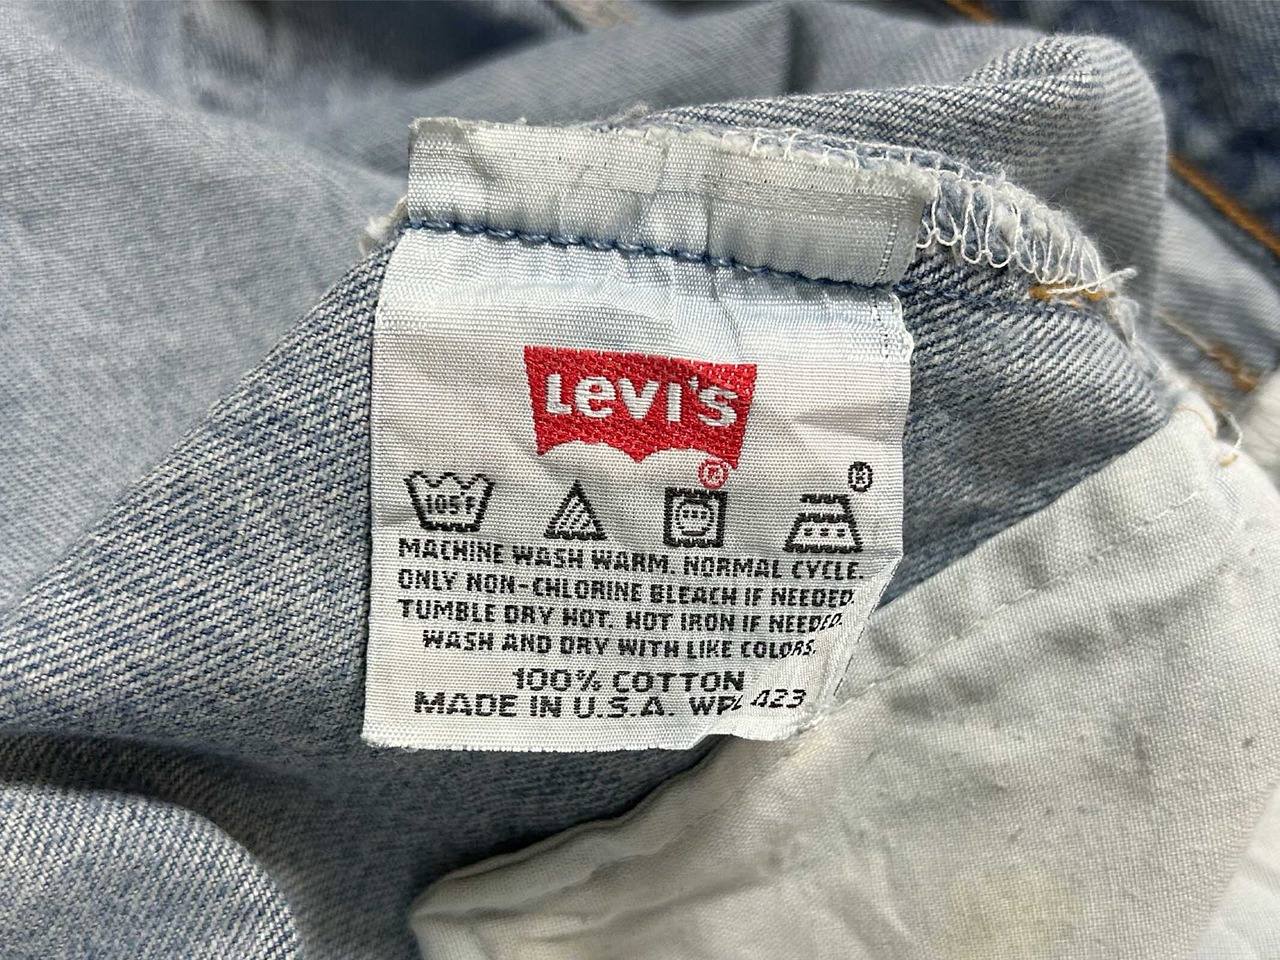 Levi's
®
105F
®
MACHINE WASH WARM. NORMAL CYCLE.
ONLY NON-CHLORINE BLEACH IF NEEDED.
TUMBLE DRY HOT. HOT IRON IF NEEDED.
WASH AND DRY WITH LIKE COLORS.
100% COTTON
MADE IN U.S.A. WPL 423